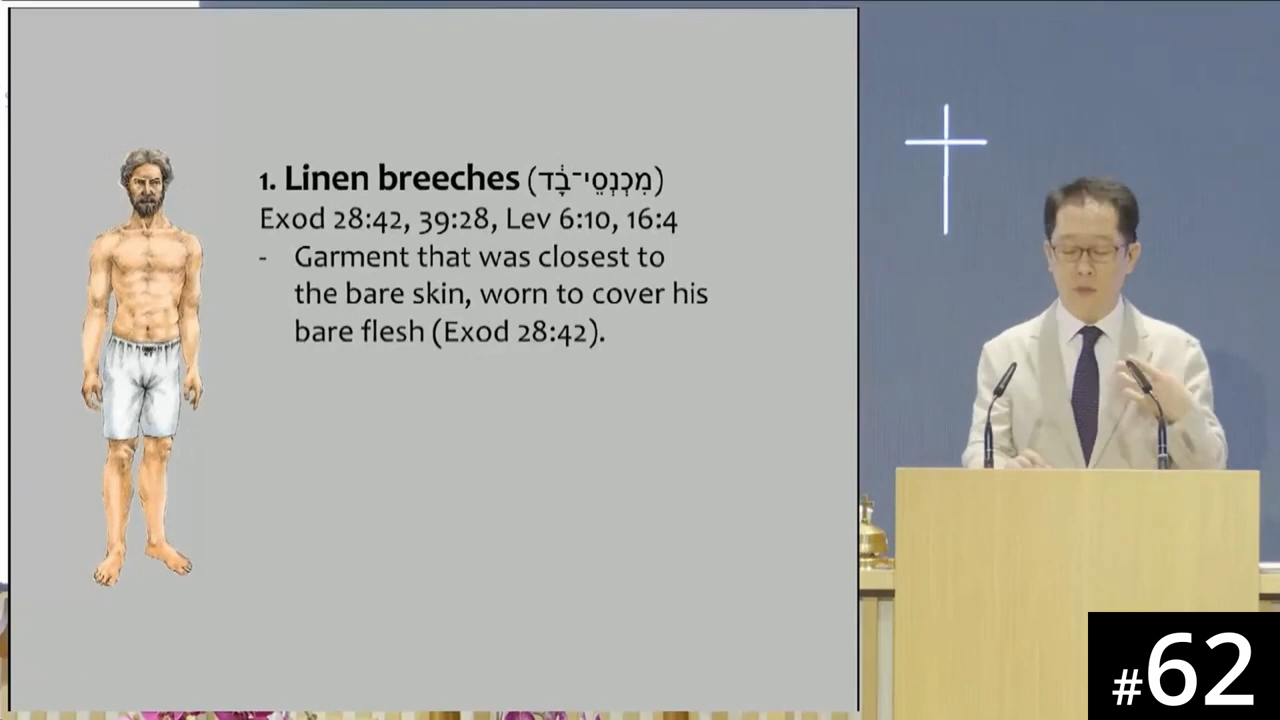 1. Linen breeches (מִכְנְסֵי־בָ֔ד)
Exod 28:42, 39:28, Lev 6:10, 16:4
- Garment that was closest to
the bare skin, worn to cover his
bare flesh (Exod 28:42).
#62